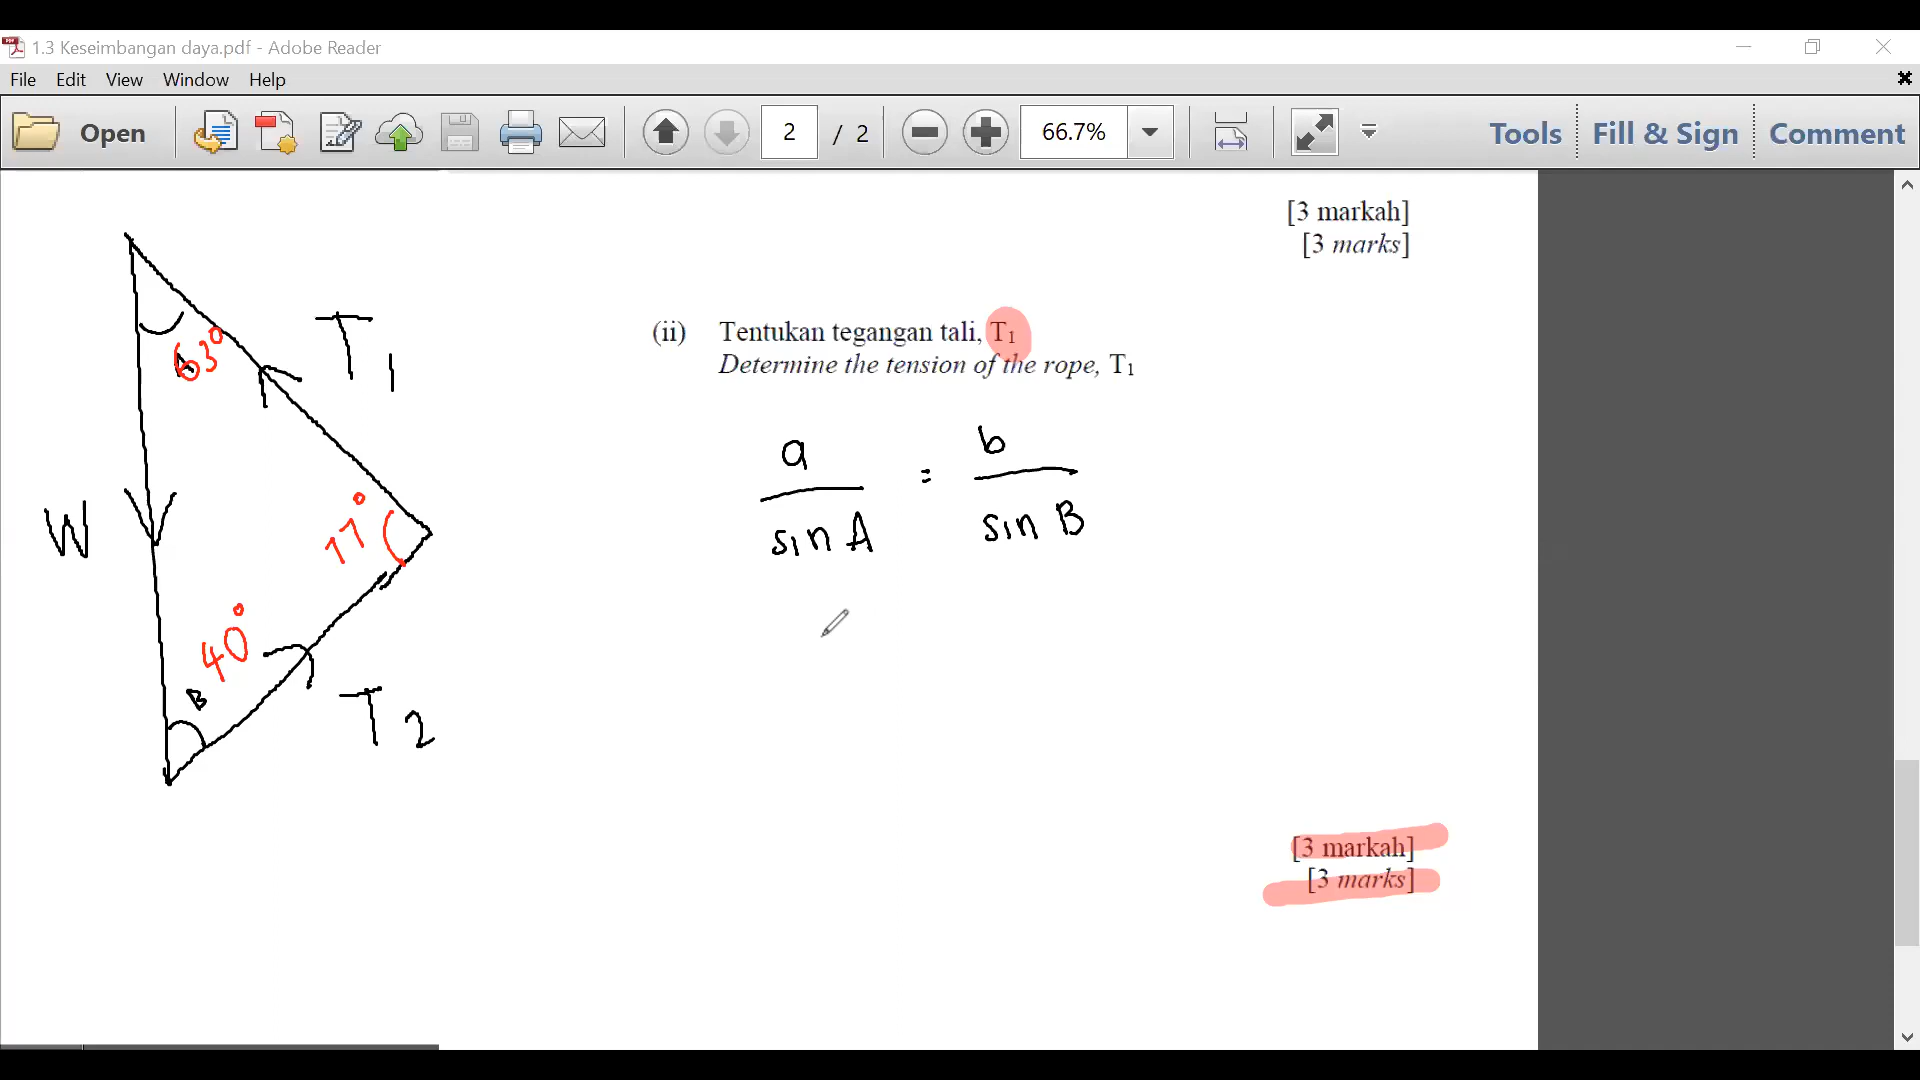 1.3 Keseimbangan daya.pdf - Adobe Reader
File Edit View Window Help
Open 2 / 2 66.7% Tools Fill & Sign Comment
[3 markah]
[3 marks]
(ii) Tentukan tegangan tali, T₁
Determine the tension of the rope, T₁
a / sin A = b / sin B
A
63°
T₁
77°
W
40°
B
T₂
[3 markah]
[3 marks]